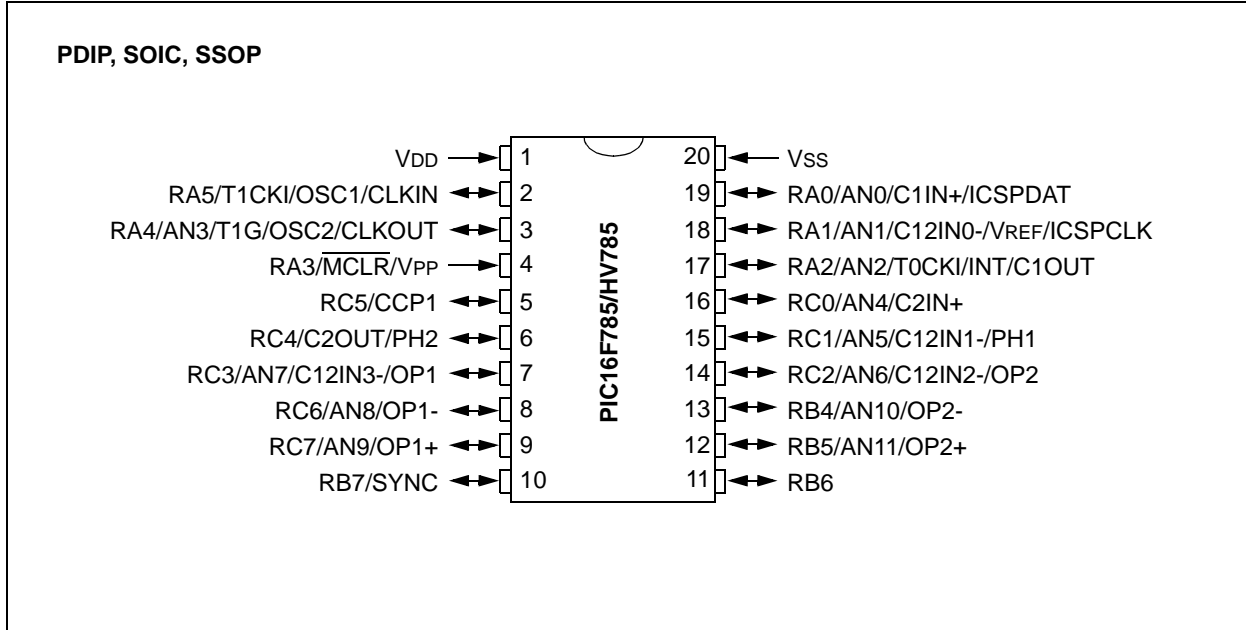 PDIP, SOIC, SSOP
VDD 1 20 VSS
RA5/T1CKI/OSC1/CLKIN 2 19 RA0/AN0/C1IN+/ICSPDAT
RA4/AN3/T1G/OSC2/CLKOUT 3 18 RA1/AN1/C12IN0-/VREF/ICSPCLK
RA3/MCLR/VPP 4 17 RA2/AN2/T0CKI/INT/C1OUT
RC5/CCP1 5 16 RC0/AN4/C2IN+
RC4/C2OUT/PH2 6 15 RC1/AN5/C12IN1-/PH1
RC3/AN7/C12IN3-/OP1 7 14 RC2/AN6/C12IN2-/OP2
RC6/AN8/OP1- 8 13 RB4/AN10/OP2-
RC7/AN9/OP1+ 9 12 RB5/AN11/OP2+
RB7/SYNC 10 11 RB6
PIC16F785/HV785